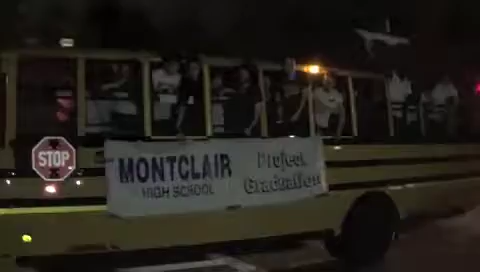 STOP
MONTCLAIR
HIGH SCHOOL
Project
Graduation